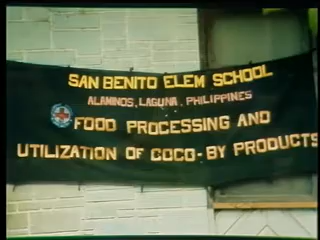 SAN BENITO ELEM SCHOOL
ALAMINOS, LAGUNA, PHILIPPINES
FOOD PROCESSING AND
UTILIZATION OF COCO-BY PRODUCTS